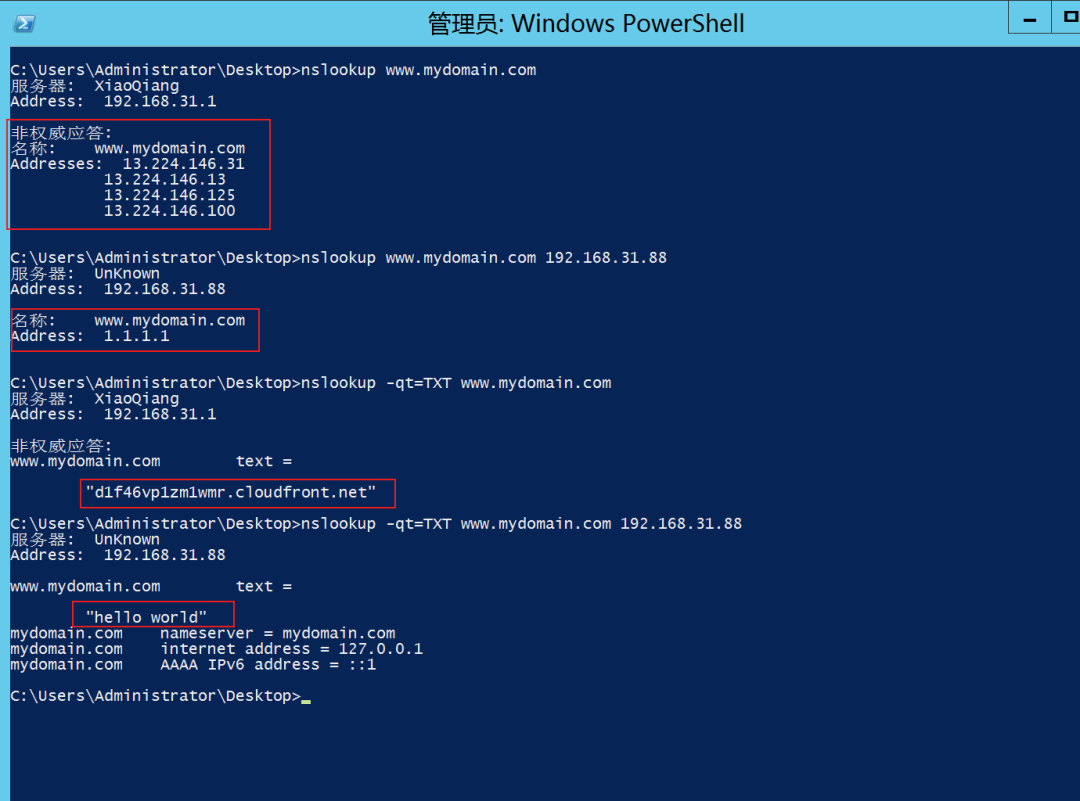 管理员: Windows PowerShell
C:\Users\Administrator\Desktop>nslookup www.mydomain.com
服务器:  XiaoQiang
Address:  192.168.31.1
非权威应答:
名称:    www.mydomain.com
Addresses:  13.224.146.31
13.224.146.13
13.224.146.125
13.224.146.100
C:\Users\Administrator\Desktop>nslookup www.mydomain.com 192.168.31.88
服务器:  UnKnown
Address:  192.168.31.88
名称:    www.mydomain.com
Address:  1.1.1.1
C:\Users\Administrator\Desktop>nslookup -qt=TXT www.mydomain.com
服务器:  XiaoQiang
Address:  192.168.31.1
非权威应答:
www.mydomain.com        text =
"d1f46vp1zm1wmr.cloudfront.net"
C:\Users\Administrator\Desktop>nslookup -qt=TXT www.mydomain.com 192.168.31.88
服务器:  UnKnown
Address:  192.168.31.88
www.mydomain.com        text =
"hello world"
mydomain.com    nameserver = mydomain.com
mydomain.com    internet address = 127.0.0.1
mydomain.com    AAAA IPv6 address = ::1
C:\Users\Administrator\Desktop>